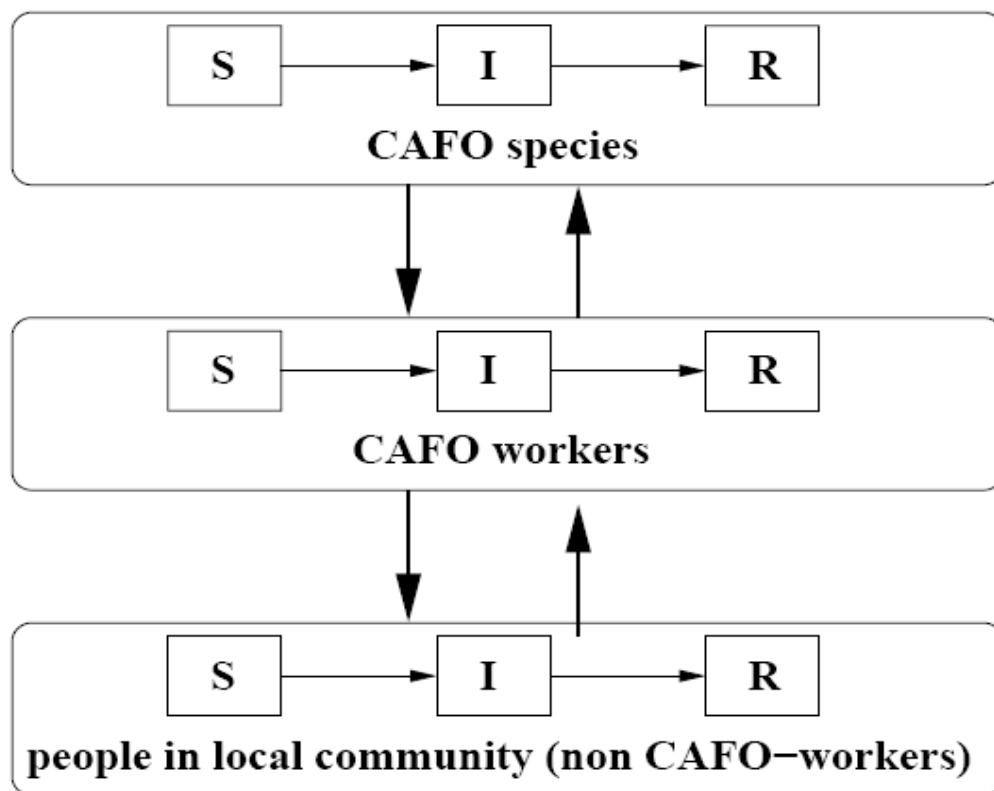 S I R
CAFO species
S I R
CAFO workers
S I R
people in local community (non CAFO−workers)